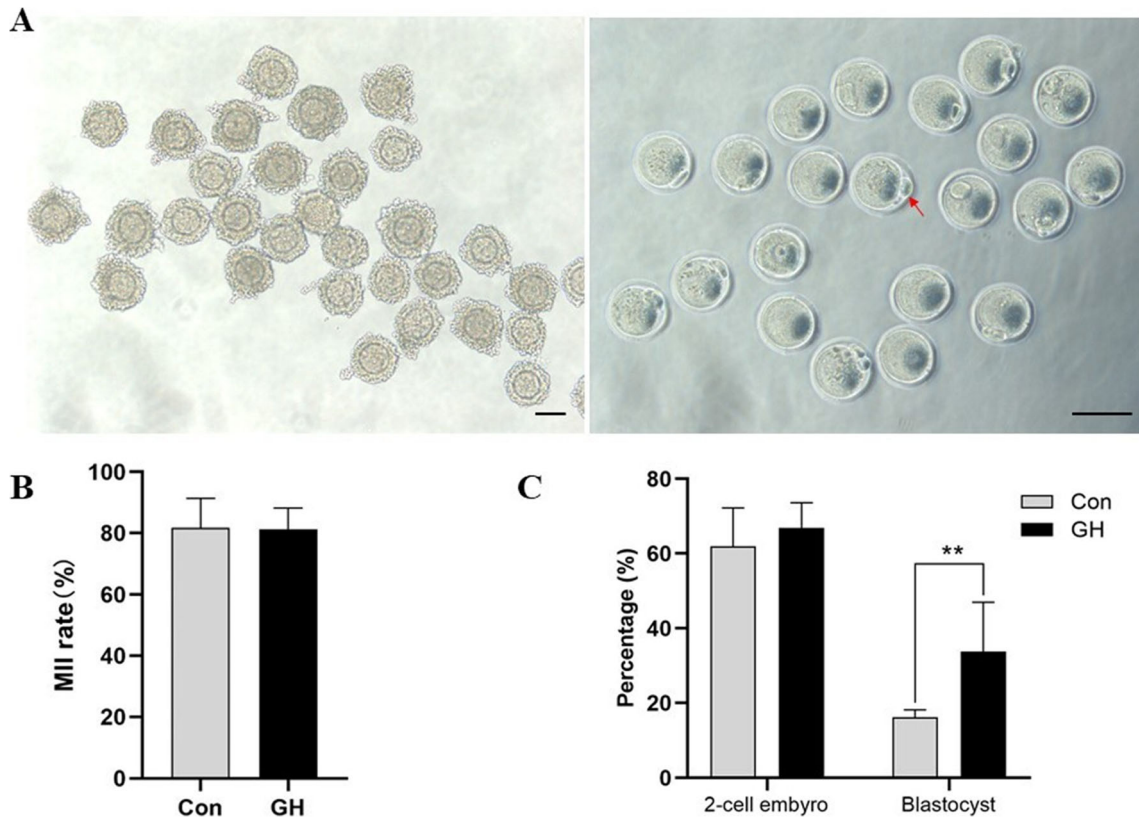 A
B
MII rate (%)
100
80
60
40
20
0
Con
GH
C
Percentage (%)
80
60
40
20
0
2-cell embyro
Blastocyst
**
Con
GH